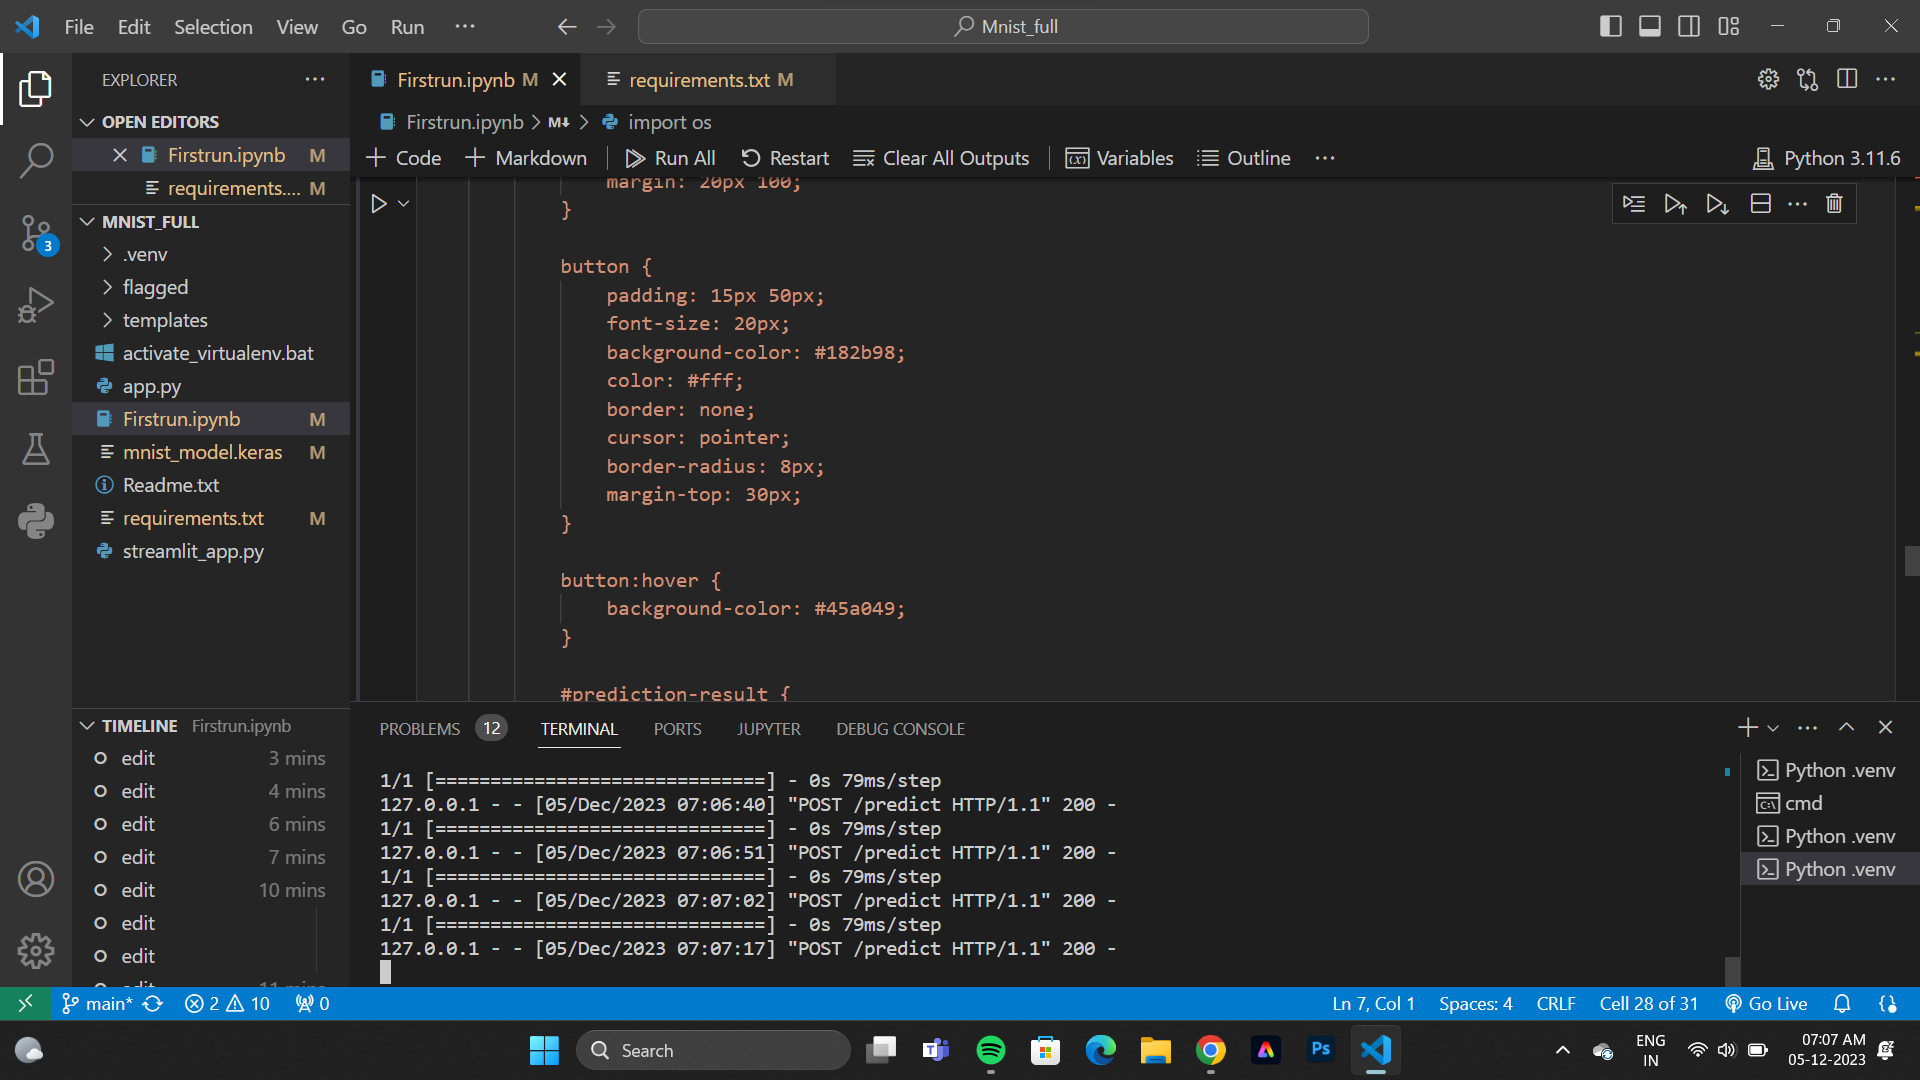 File Edit Selection View Go Run ···
Mnist_full
EXPLORER ···
OPEN EDITORS
Firstrun.ipynb M
requirements.... M
MNIST_FULL
.venv
flagged
templates
activate_virtualenv.bat
app.py
Firstrun.ipynb M
mnist_model.keras M
Readme.txt
requirements.txt M
streamlit_app.py
TIMELINE Firstrun.ipynb
edit 3 mins
edit 4 mins
edit 6 mins
edit 7 mins
edit 10 mins
edit
edit
edit 11 mins
3
Firstrun.ipynb M
requirements.txt M
Firstrun.ipynb > M↓ > import os
+ Code + Markdown Run All Restart Clear All Outputs Variables Outline ···
Python 3.11.6
margin: 20px 100;
}
button {
padding: 15px 50px;
font-size: 20px;
background-color: #182b98;
color: #fff;
border: none;
cursor: pointer;
border-radius: 8px;
margin-top: 30px;
}
button:hover {
background-color: #45a049;
}
#prediction-result {
PROBLEMS 12 TERMINAL PORTS JUPYTER DEBUG CONSOLE
1/1 [==============================] - 0s 79ms/step
127.0.0.1 - - [05/Dec/2023 07:06:40] "POST /predict HTTP/1.1" 200 -
1/1 [==============================] - 0s 79ms/step
127.0.0.1 - - [05/Dec/2023 07:06:51] "POST /predict HTTP/1.1" 200 -
1/1 [==============================] - 0s 79ms/step
127.0.0.1 - - [05/Dec/2023 07:07:02] "POST /predict HTTP/1.1" 200 -
1/1 [==============================] - 0s 79ms/step
127.0.0.1 - - [05/Dec/2023 07:07:17] "POST /predict HTTP/1.1" 200 -
Python .venv
cmd
Python .venv
Python .venv
main* 2 10 0
Ln 7, Col 1 Spaces: 4 CRLF Cell 28 of 31 Go Live
Search
Ps
ENG
IN
07:07 AM
05-12-2023